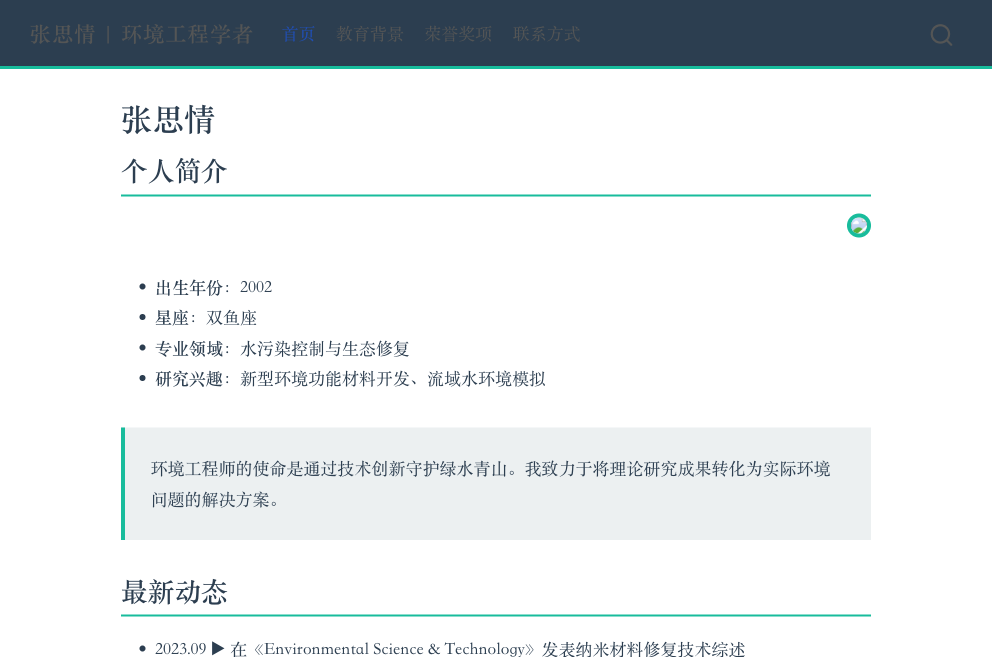 张思情 | 环境工程学者 首页 教育背景 荣誉奖项 联系方式
张思情
个人简介
• 出生年份：2002
• 星座：双鱼座
• 专业领域：水污染控制与生态修复
• 研究兴趣：新型环境功能材料开发、流域水环境模拟
环境工程师的使命是通过技术创新守护绿水青山。我致力于将理论研究成果转化为实际环境
问题的解决方案。
最新动态
• 2023.09 ▶ 在《Environmental Science & Technology》发表纳米材料修复技术综述